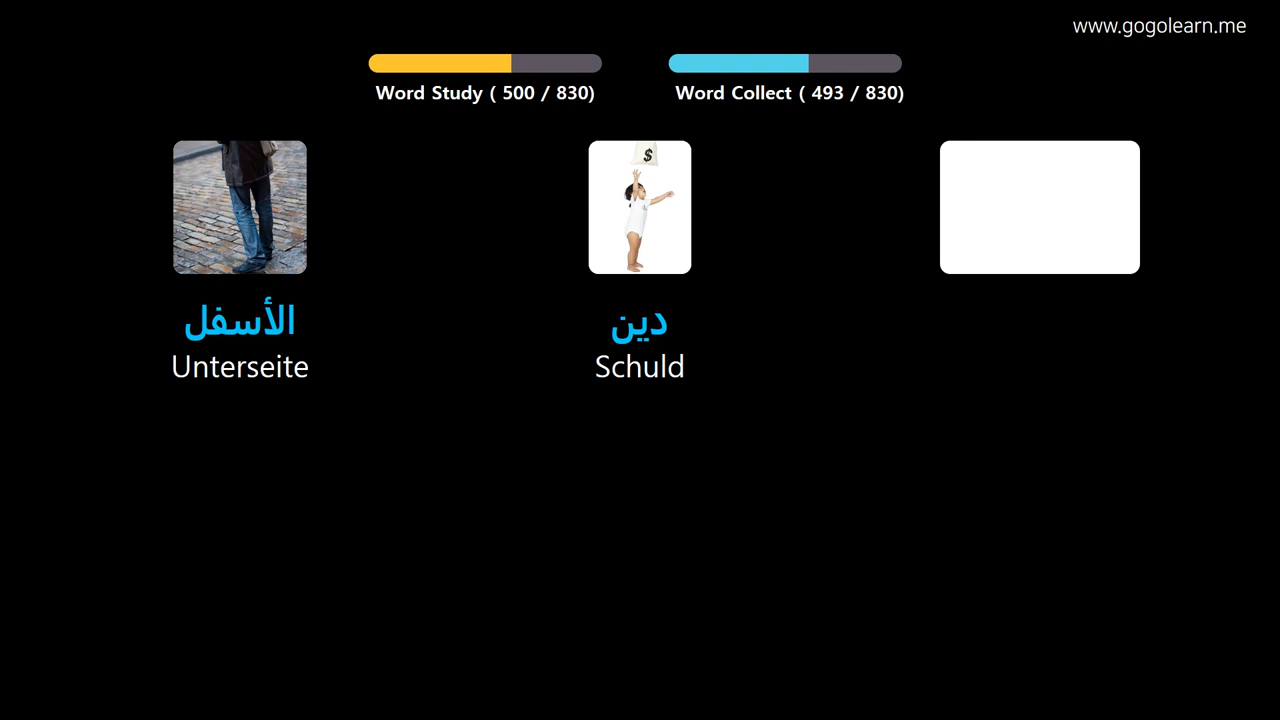 www.gogolearn.me
Word Study ( 500 / 830)
Word Collect ( 493 / 830)
$
الأسفل
Unterseite
دين
Schuld